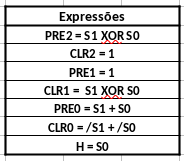 Expressões
PRE2 = S1 XOR S0
CLR2 = 1
PRE1 = 1
CLR1 = S1 XOR S0
PRE0 = S1 + S0
CLR0 = /S1 + /S0
H = S0